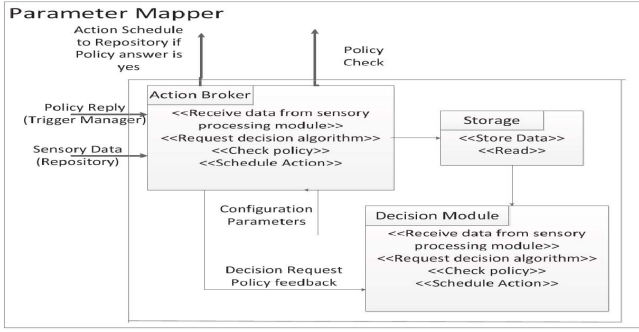 Parameter Mapper
Action Schedule
to Repository if
Policy answer is
yes
Policy
Check
Action Broker
<<Receive data from sensory
processing module>>
<<Request decision algorithm>>
<<Check policy>>
<<Schedule Action>>
Policy Reply
(Trigger Manager)
Sensory Data
(Repository)
Storage
<<Store Data>>
<<Read>>
Configuration
Parameters
Decision Module
<<Receive data from sensory
processing module>>
<<Request decision algorithm>>
<<Check policy>>
<<Schedule Action>>
Decision Request
Policy feedback